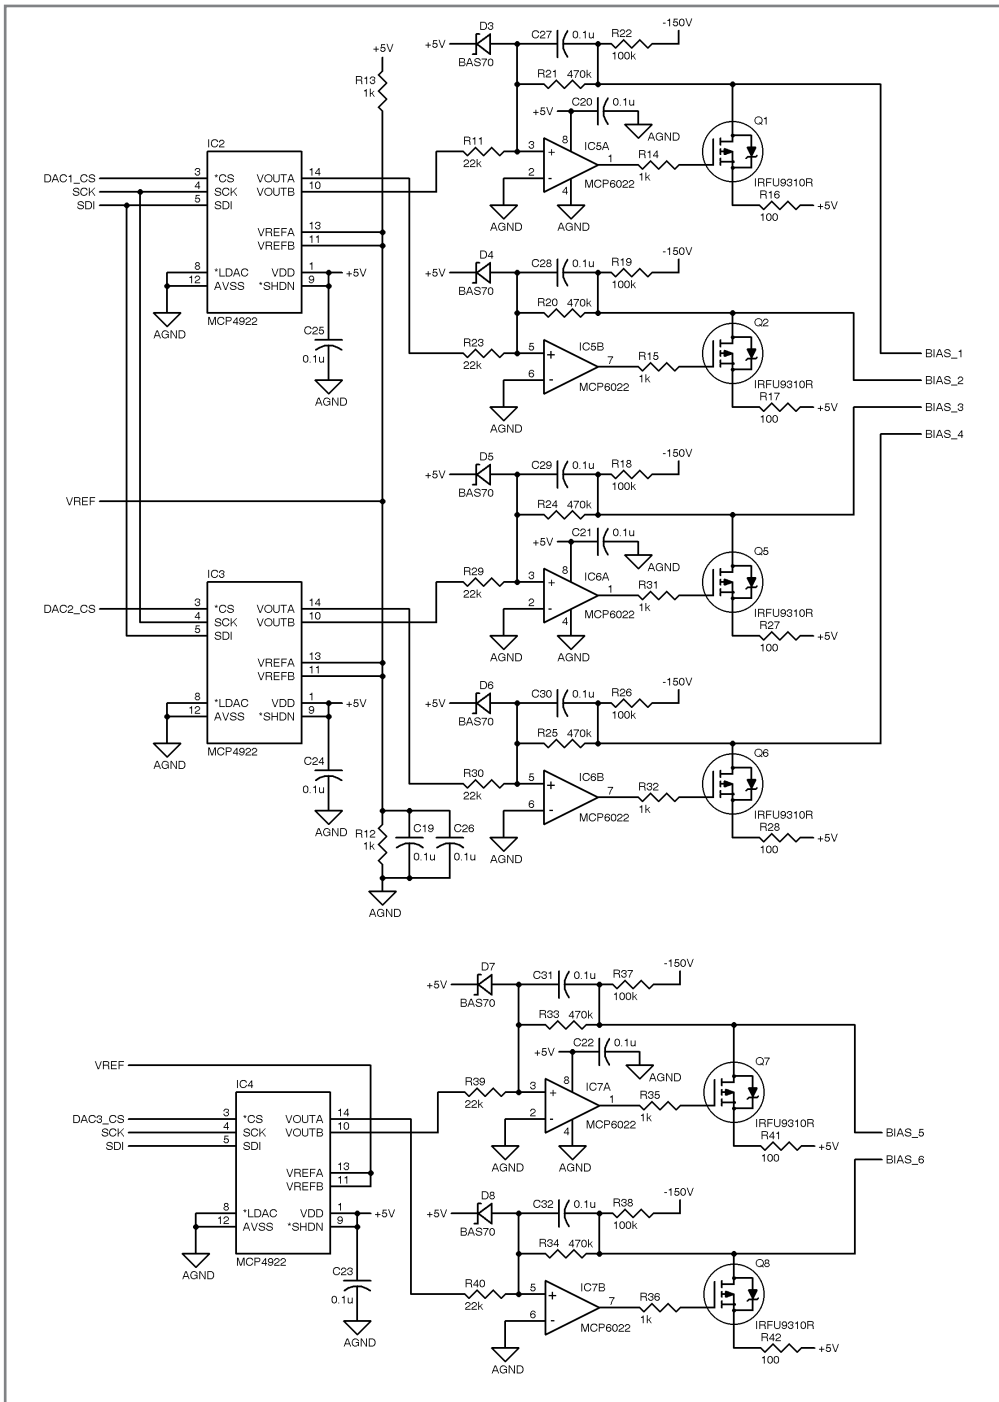 D3 C27 0.1u R22 -150V
+5V BAS70 100k
+5V
R13 1k
R21 470k
+5V C20 0.1u AGND
Q1
IC2
R11 22k
3 + 8 IC5A 1 R14 1k
2 - 4 MCP6022
IRFU9310R
R16 100 +5V
AGND AGND
DAC1_CS 3 *CS VOUTA 14
SCK 4 SCK VOUTB 10
SDI 5 SDI
VREFA 13
VREFB 11
8 *LDAC VDD 1 +5V
12 AVSS *SHDN 9
AGND MCP4922
C25 0.1u
AGND
D4 C28 0.1u R19 -150V
+5V BAS70 100k
R20 470k
Q2
R23 22k
5 + IC5B 7 R15 1k
6 - MCP6022
IRFU9310R
R17 100 +5V
AGND
BIAS_1
BIAS_2
BIAS_3
BIAS_4
D5 C29 0.1u R18 -150V
+5V BAS70 100k
VREF
R24 470k
+5V C21 0.1u AGND
Q5
IC3
R29 22k
3 + 8 IC6A 1 R31 1k
2 - 4 MCP6022
IRFU9310R
R27 100 +5V
AGND AGND
DAC2_CS 3 *CS VOUTA 14
4 SCK VOUTB 10
5 SDI
VREFA 13
VREFB 11
8 *LDAC VDD 1 +5V
12 AVSS *SHDN 9
AGND MCP4922
C24 0.1u
AGND
D6 C30 0.1u R26 -150V
+5V BAS70 100k
R25 470k
Q6
R30 22k
5 + IC6B 7 R32 1k
6 - MCP6022
IRFU9310R
R28 100 +5V
AGND
R12 1k
C19 0.1u
C26 0.1u
AGND
D7 C31 0.1u R37 -150V
+5V BAS70 100k
R33 470k
+5V C22 0.1u AGND
Q7
VREF
IC4
R39 22k
3 + 8 IC7A 1 R35 1k
2 - 4 MCP6022
IRFU9310R
R41 100 +5V
AGND AGND
DAC3_CS 3 *CS VOUTA 14
SCK 4 SCK VOUTB 10
SDI 5 SDI
VREFA 13
VREFB 11
8 *LDAC VDD 1 +5V
12 AVSS *SHDN 9
AGND MCP4922
C23 0.1u
AGND
BIAS_5
BIAS_6
D8 C32 0.1u R38 -150V
+5V BAS70 100k
R34 470k
Q8
R40 22k
5 + IC7B 7 R36 1k
6 - MCP6022
IRFU9310R
R42 100 +5V
AGND